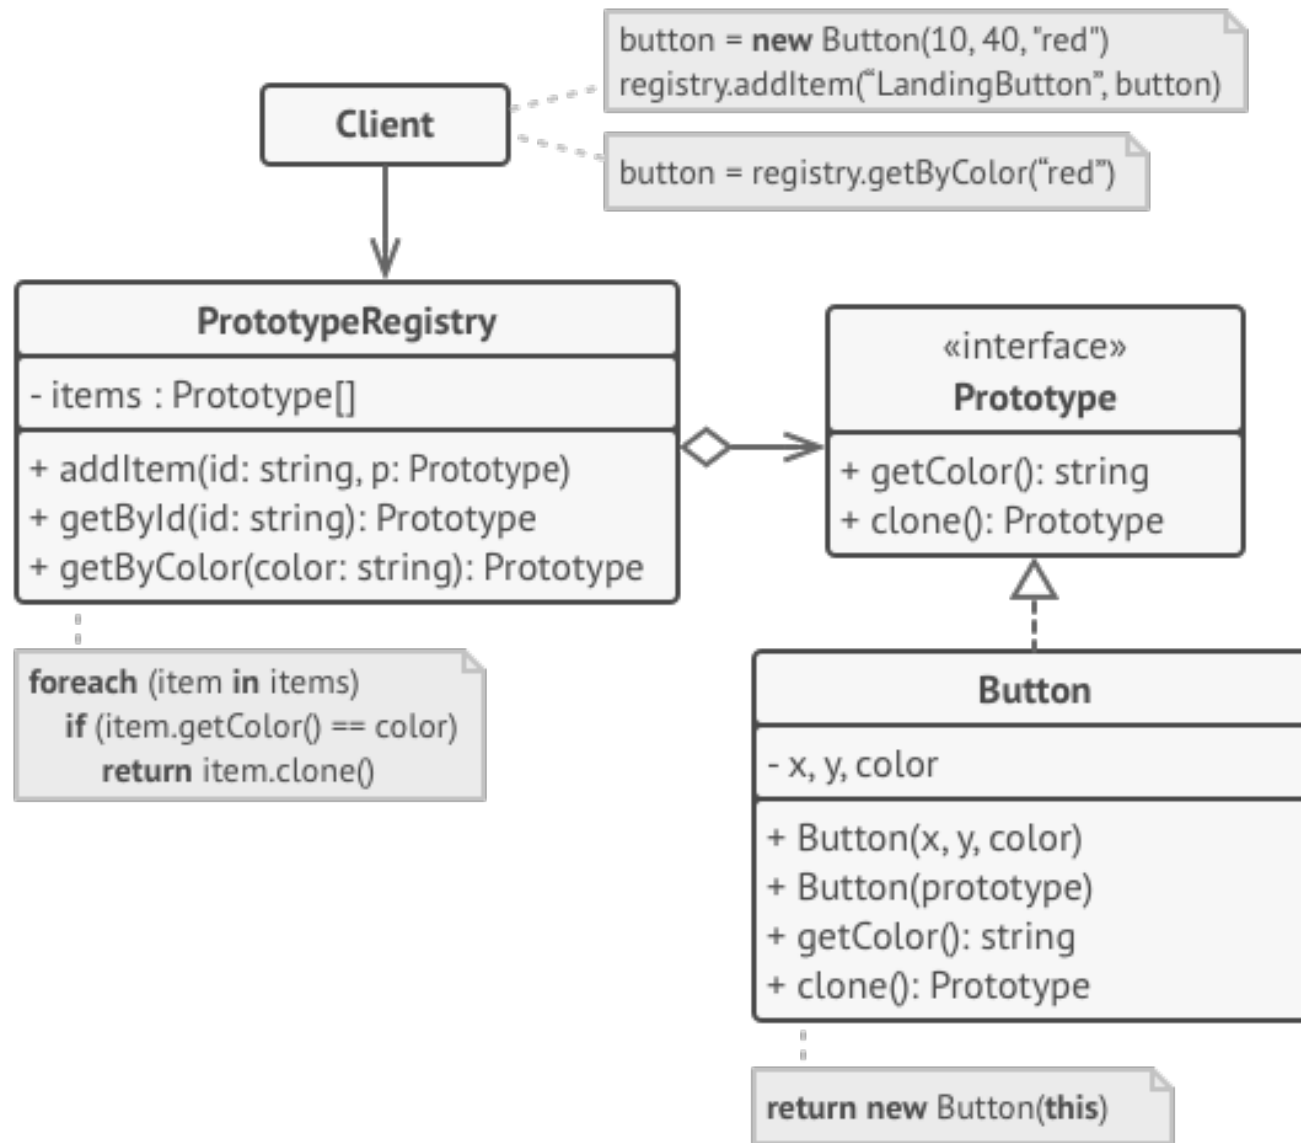 button = new Button(10, 40, "red")
registry.addItem(“LandingButton”, button)
Client
button = registry.getByColor(“red”)
PrototypeRegistry
- items : Prototype[]
+ addItem(id: string, p: Prototype)
+ getById(id: string): Prototype
+ getByColor(color: string): Prototype
«interface»
Prototype
+ getColor(): string
+ clone(): Prototype
foreach (item in items)
if (item.getColor() == color)
return item.clone()
Button
- x, y, color
+ Button(x, y, color)
+ Button(prototype)
+ getColor(): string
+ clone(): Prototype
return new Button(this)